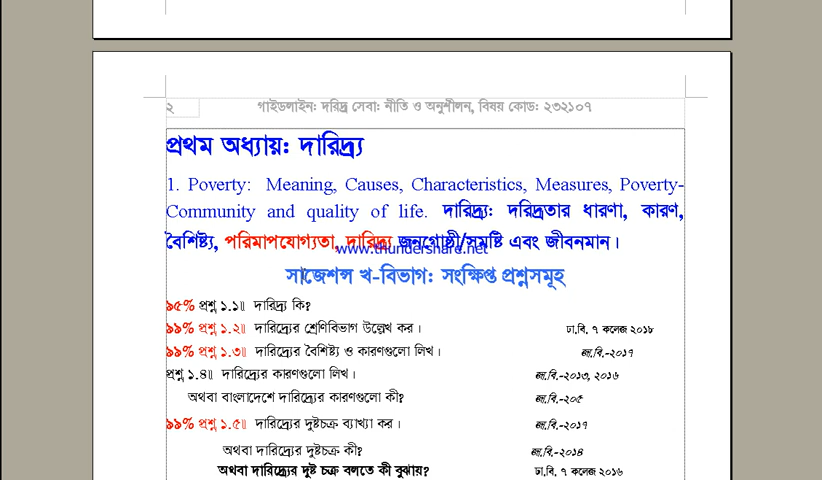 ২ গাইডলাইন: দরিদ্র সেবা: নীতি ও অনুশীলন, বিষয় কোড: ২৩২১০৭
প্রথম অধ্যায়: দারিদ্র্য
1. Poverty: Meaning, Causes, Characteristics, Measures, Poverty-
Community and quality of life. দারিদ্র্য: দরিদ্রতার ধারণা, কারণ,
বৈশিষ্ট্য, পরিমাপযোগ্যতা, দারিদ্র্য জনগোষ্ঠী/সমষ্টি এবং জীবনমান।
www.thundershare.net
সাজেশন্স খ-বিভাগ: সংক্ষিপ্ত প্রশ্নসমূহ
৯৫% প্রশ্ন ১.১॥ দারিদ্র্য কি?
৯৯% প্রশ্ন ১.২॥ দারিদ্র্যের শ্রেণিবিভাগ উল্লেখ কর। ঢা.বি. ৭ কলেজ ২০১৮
৯৯% প্রশ্ন ১.৩॥ দারিদ্র্যের বৈশিষ্ট্য ও কারণগুলো লিখ। জা.বি.-২০১৭
প্রশ্ন ১.৪॥ দারিদ্র্যের কারণগুলো লিখ। জা.বি.-২০১৩, ২০১৬
অথবা বাংলাদেশে দারিদ্র্যের কারণগুলো কী? জা.বি.-২০৫
৯৯% প্রশ্ন ১.৫॥ দারিদ্র্যের দুষ্টচক্র ব্যাখ্যা কর। জা.বি.-২০১৭
অথবা দারিদ্র্যের দুষ্টচক্র কী? জা.বি.-২০১৪
অথবা দারিদ্র্যের দুষ্ট চক্র বলতে কী বুঝায়? ঢা.বি. ৭ কলেজ ২০১৬